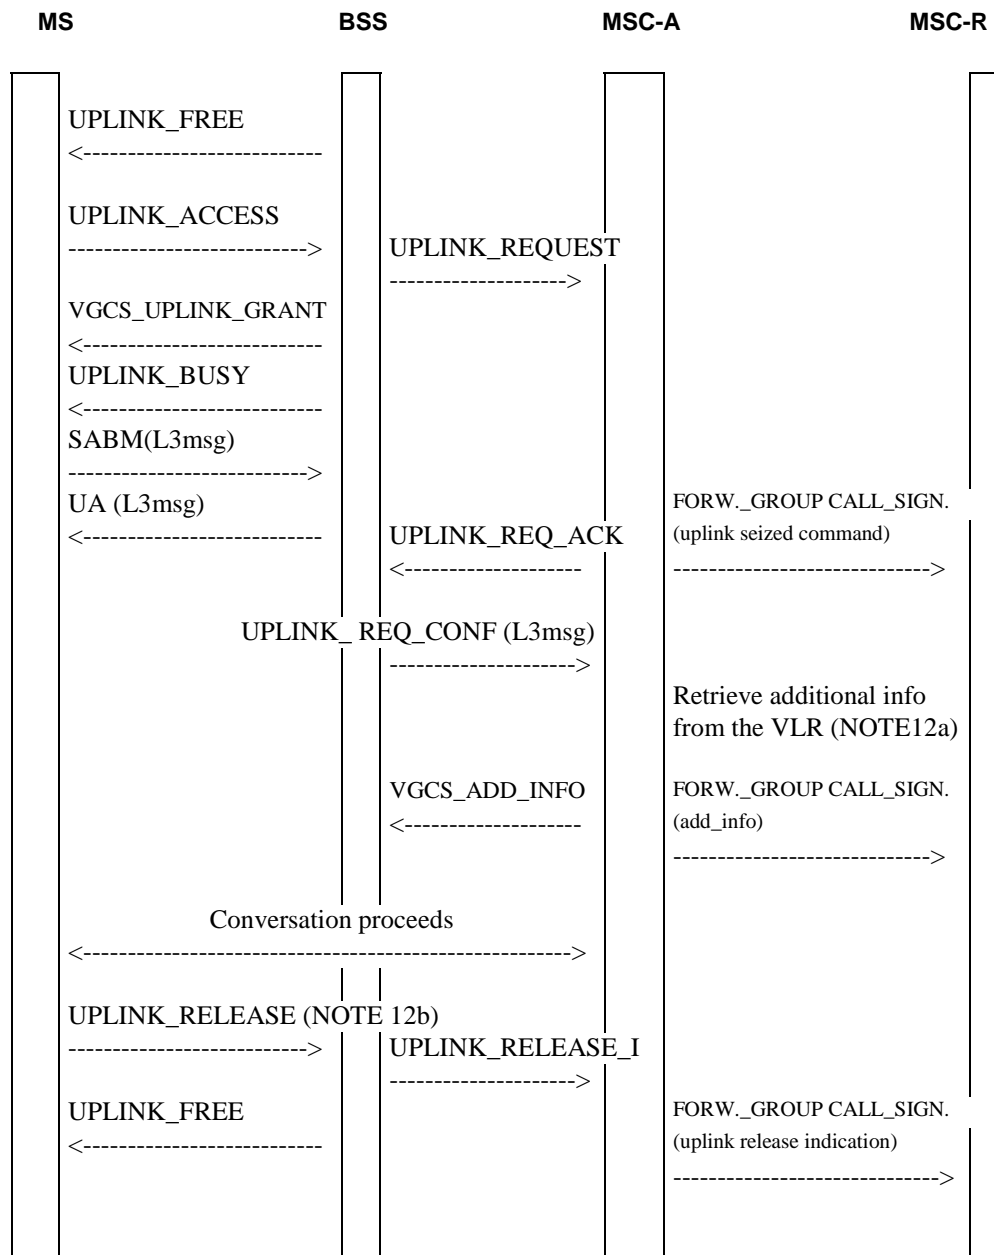 MS BSS MSC-A MSC-R
UPLINK_FREE
<---------------------------
UPLINK_ACCESS
--------------------------->
UPLINK_REQUEST
-------------------->
VGCS_UPLINK_GRANT
<---------------------------
UPLINK_BUSY
<---------------------------
SABM(L3msg)
--------------------------->
UA (L3msg)
<---------------------------
FORW._GROUP CALL_SIGN.
(uplink seized command)
----------------------------->
UPLINK_REQ_ACK
<--------------------
UPLINK_ REQ_CONF (L3msg)
--------------------->
Retrieve additional info
from the VLR (NOTE12a)
VGCS_ADD_INFO
<--------------------
FORW._GROUP CALL_SIGN.
(add_info)
----------------------------->
Conversation proceeds
<------------------------------------------------------->
UPLINK_RELEASE (NOTE 12b)
--------------------------->
UPLINK_RELEASE_I
--------------------->
UPLINK_FREE
<---------------------------
FORW._GROUP CALL_SIGN.
(uplink release indication)
------------------------------>